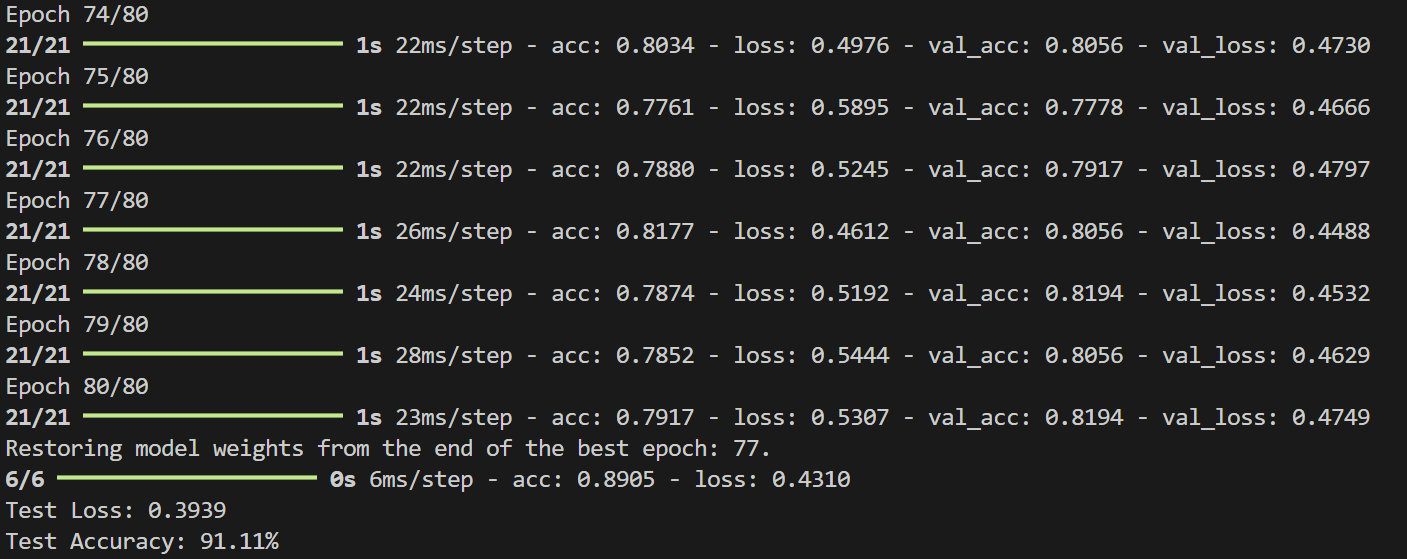 Epoch 74/80
21/21 ━━━━━━━━━━━━━━━━━━━━ 1s 22ms/step - acc: 0.8034 - loss: 0.4976 - val_acc: 0.8056 - val_loss: 0.4730
Epoch 75/80
21/21 ━━━━━━━━━━━━━━━━━━━━ 1s 22ms/step - acc: 0.7761 - loss: 0.5895 - val_acc: 0.7778 - val_loss: 0.4666
Epoch 76/80
21/21 ━━━━━━━━━━━━━━━━━━━━ 1s 22ms/step - acc: 0.7880 - loss: 0.5245 - val_acc: 0.7917 - val_loss: 0.4797
Epoch 77/80
21/21 ━━━━━━━━━━━━━━━━━━━━ 1s 26ms/step - acc: 0.8177 - loss: 0.4612 - val_acc: 0.8056 - val_loss: 0.4488
Epoch 78/80
21/21 ━━━━━━━━━━━━━━━━━━━━ 1s 24ms/step - acc: 0.7874 - loss: 0.5192 - val_acc: 0.8194 - val_loss: 0.4532
Epoch 79/80
21/21 ━━━━━━━━━━━━━━━━━━━━ 1s 28ms/step - acc: 0.7852 - loss: 0.5444 - val_acc: 0.8056 - val_loss: 0.4629
Epoch 80/80
21/21 ━━━━━━━━━━━━━━━━━━━━ 1s 23ms/step - acc: 0.7917 - loss: 0.5307 - val_acc: 0.8194 - val_loss: 0.4749
Restoring model weights from the end of the best epoch: 77.
6/6 ━━━━━━━━━━━━━━━━━━━━ 0s 6ms/step - acc: 0.8905 - loss: 0.4310
Test Loss: 0.3939
Test Accuracy: 91.11%